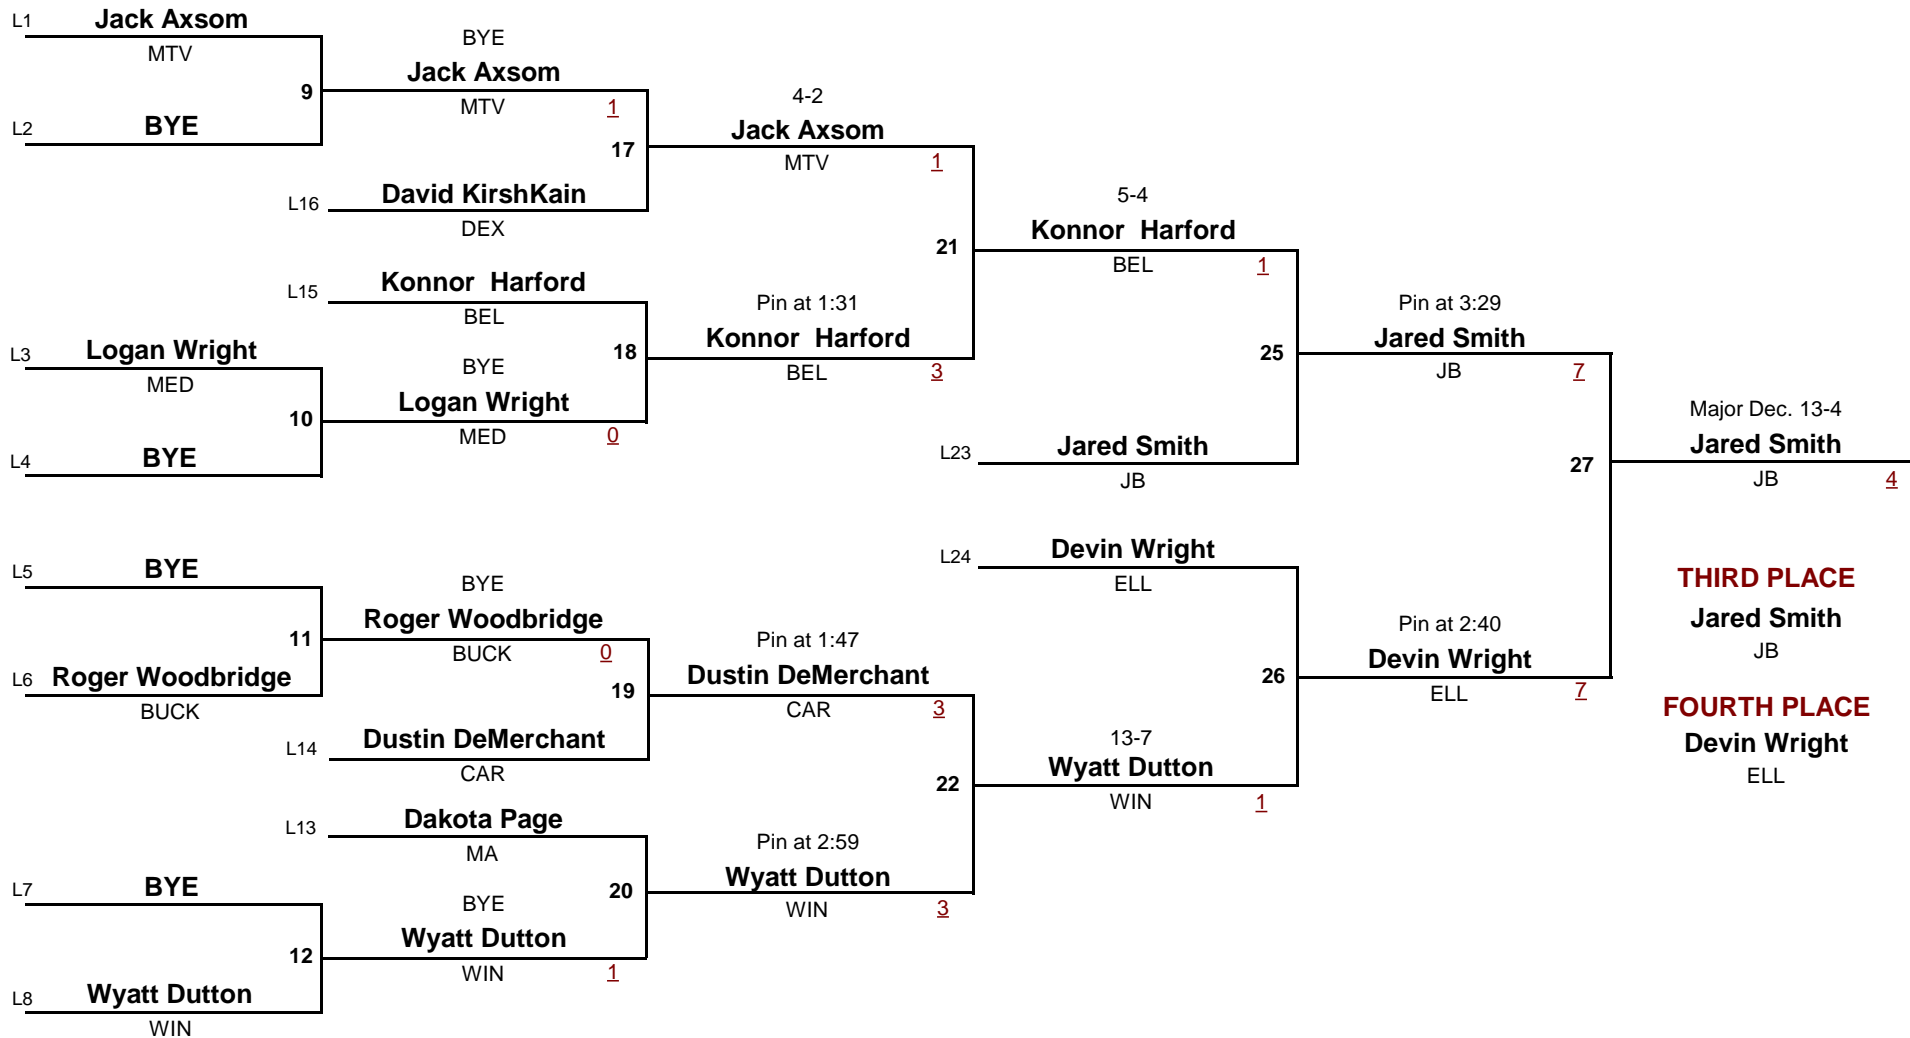 L1
Jack Axsom
MTV
9
L2
BYE
BYE
Jack Axsom
MTV
1
17
L16
David KirshKain
DEX
4-2
Jack Axsom
MTV
1
21
L15
Konnor  Harford
BEL
18
L3
Logan Wright
MED
10
BYE
Logan Wright
MED
0
L4
BYE
Pin at 1:31
Konnor  Harford
BEL
3
5-4
Konnor  Harford
BEL
1
25
L23
Jared Smith
JB
Pin at 3:29
Jared Smith
JB
7
27
Major Dec. 13-4
Jared Smith
JB
4
L5
BYE
11
L6
Roger Woodbridge
BUCK
BYE
Roger Woodbridge
BUCK
0
19
L14
Dustin DeMerchant
CAR
Pin at 1:47
Dustin DeMerchant
CAR
3
22
L13
Dakota Page
MA
20
L7
BYE
12
L8
Wyatt Dutton
WIN
BYE
Wyatt Dutton
WIN
1
Pin at 2:59
Wyatt Dutton
WIN
3
L24
Devin Wright
ELL
26
13-7
Wyatt Dutton
WIN
1
Pin at 2:40
Devin Wright
ELL
7
THIRD PLACE
Jared Smith
JB
FOURTH PLACE
Devin Wright
ELL